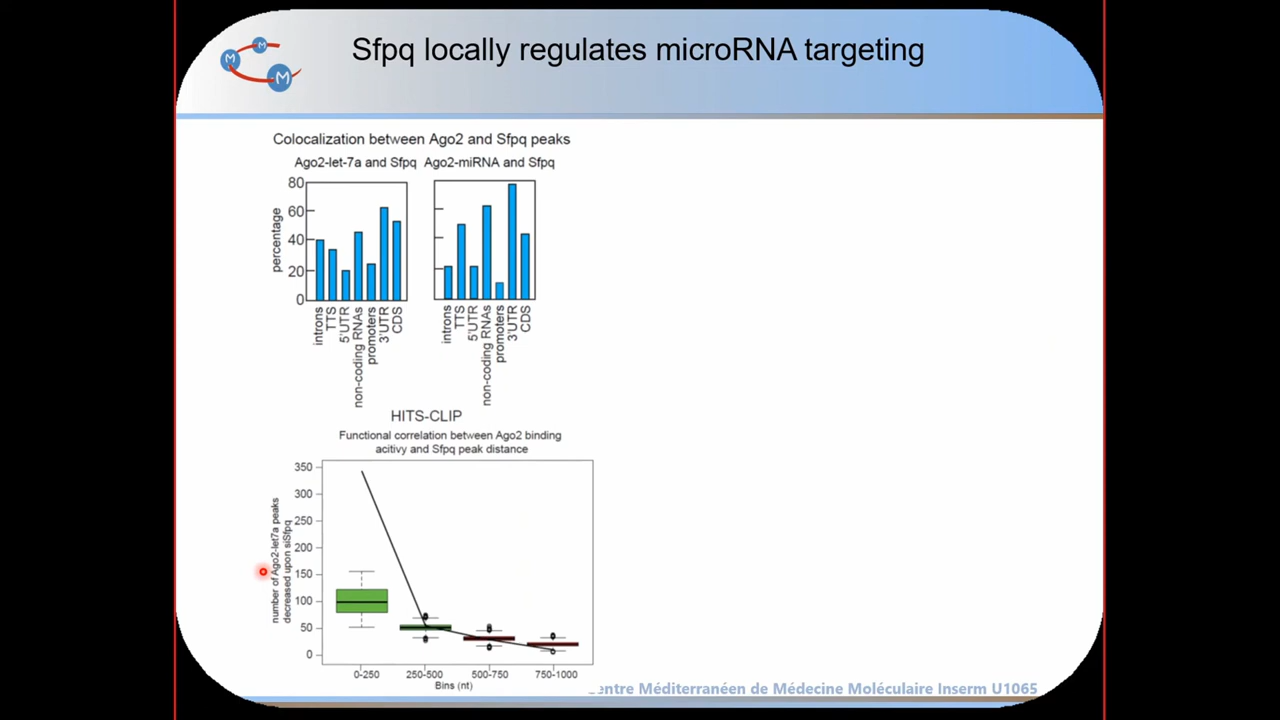 Sfpq locally regulates microRNA targeting
M
M
M
Colocalization between Ago2 and Sfpq peaks
Ago2-let-7a and Sfpq
percentage
80
60
40
20
0
introns
TTS
5'UTR
non-coding RNAs
promoters
3'UTR
CDS
Ago2-miRNA and Sfpq
introns
TTS
5'UTR
non-coding RNAs
promoters
3'UTR
CDS
HITS-CLIP
Functional correlation between Ago2 binding
acitivy and Sfpq peak distance
number of Ago2-let7a peaks
decreased upon siSfpq
350
300
250
200
150
100
50
0
0-250
250-500
500-750
750-1000
Bins (nt)
entre Méditerranéen de Médecine Moléculaire Inserm U1065